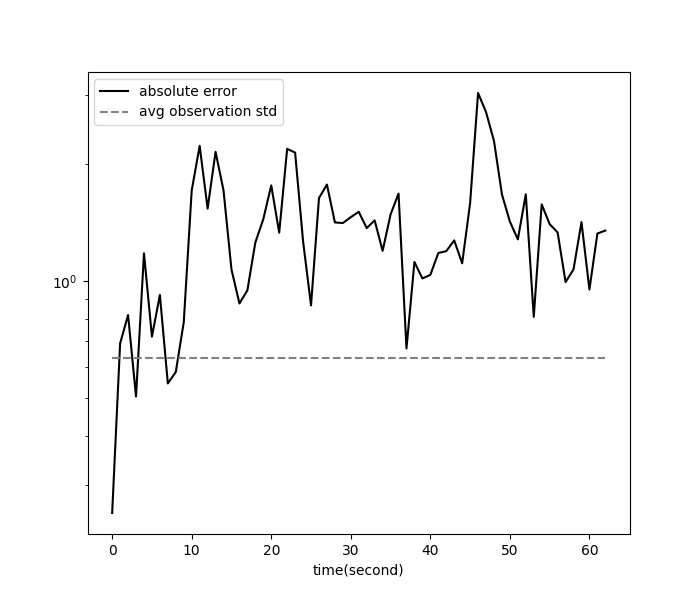 absolute error
avg observation std
10⁰
0 10 20 30 40 50 60
time(second)